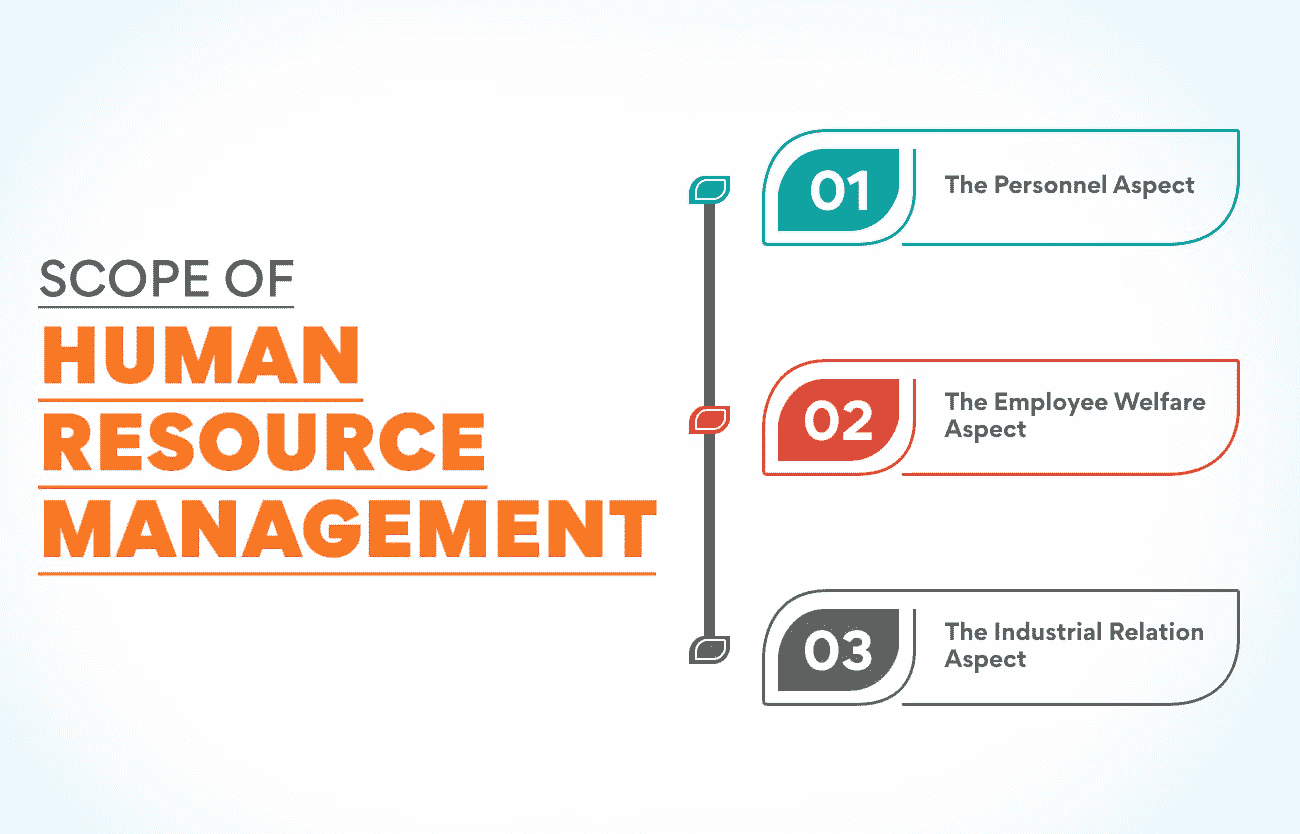 SCOPE OF
HUMAN
RESOURCE
MANAGEMENT
01
The Personnel Aspect
02
The Employee Welfare
Aspect
03
The Industrial Relation
Aspect